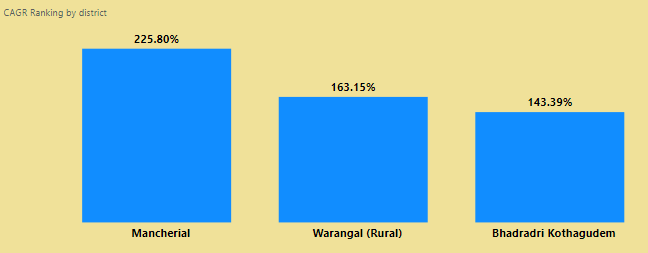 CAGR Ranking by district
225.80%
163.15%
143.39%
Mancherial
Warangal (Rural)
Bhadradri Kothagudem